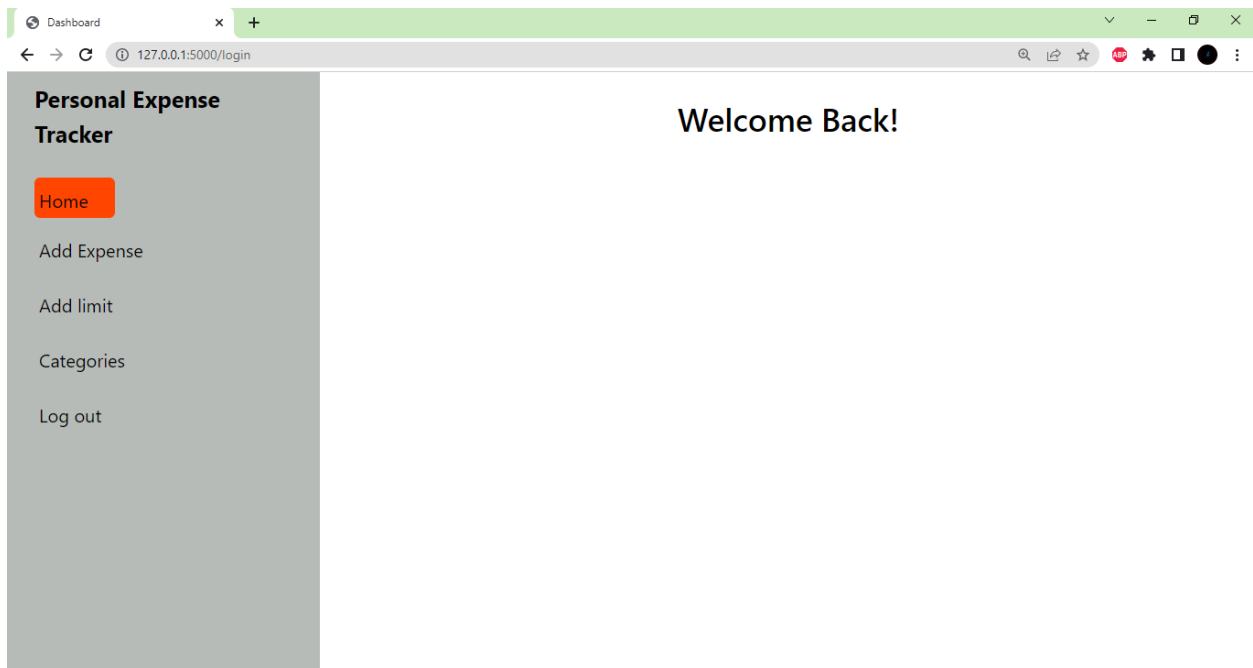 Dashboard
127.0.0.1:5000/login
ABP
Personal Expense
Tracker
Welcome Back!
Home
Add Expense
Add limit
Categories
Log out